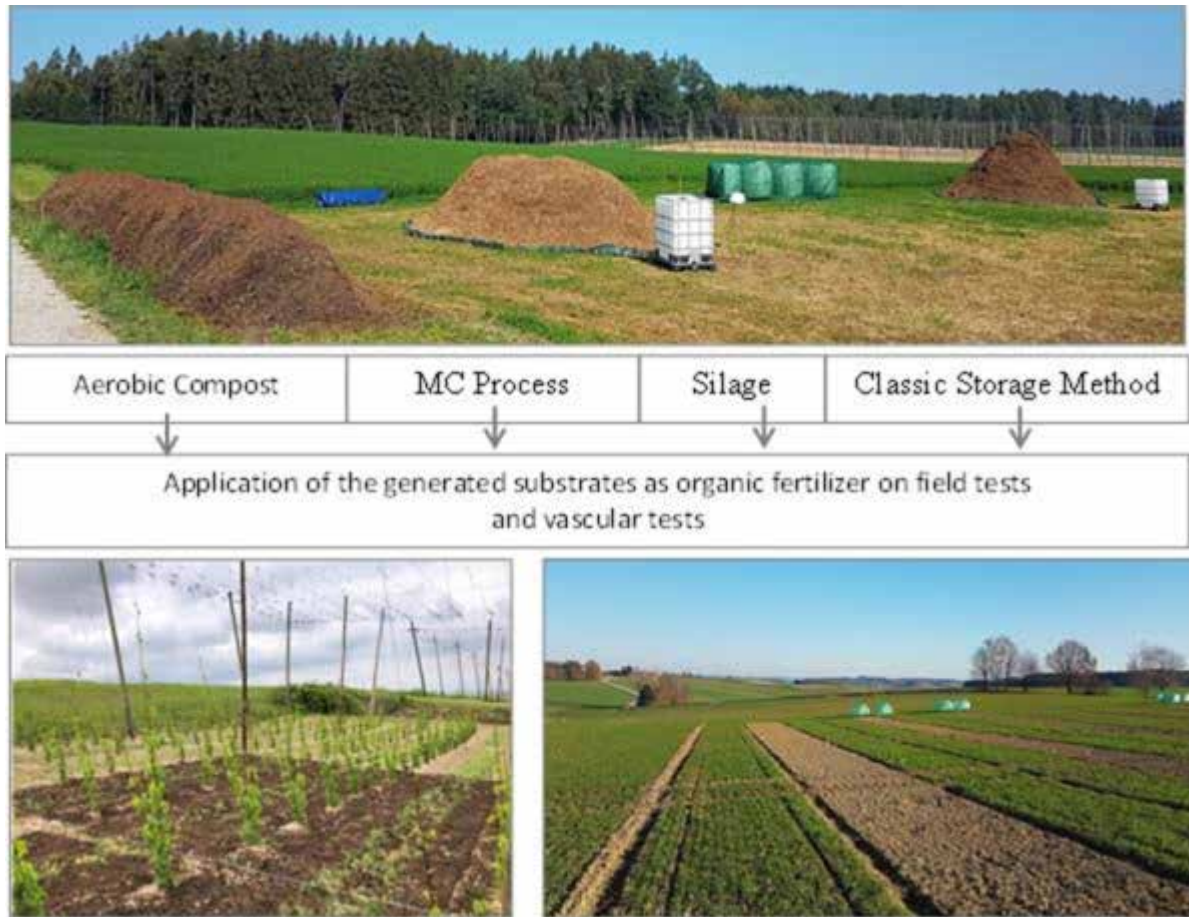 Aerobic Compost
MC Process
Silage
Classic Storage Method
Application of the generated substrates as organic fertilizer on field tests
and vascular tests